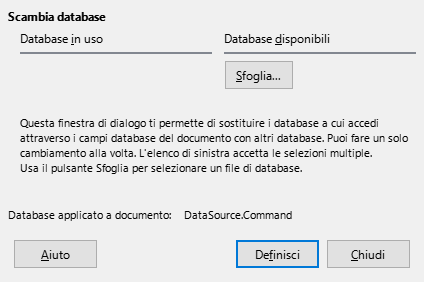 Scambia database
Database in uso
Database disponibili
Sfoglia...
Questa finestra di dialogo ti permette di sostituire i database a cui accedi
attraverso i campi database del documento con altri database. Puoi fare un solo
cambiamento alla volta. L'elenco di sinistra accetta le selezioni multiple.
Usa il pulsante Sfoglia per selezionare un file di database.
Database applicato a documento: DataSource.Command
Aiuto
Definisci
Chiudi